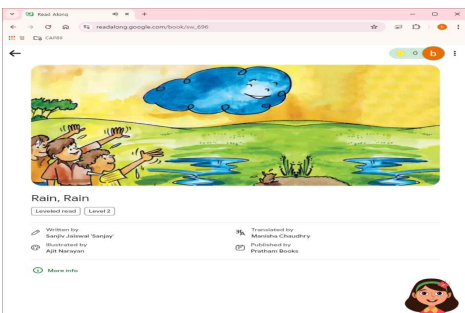 Read Along
readalong.google.com/book/sw_696
CAP89
0 b
Rain, Rain
Leveled read Level 2
Written by
Sanjiv Jaiswal 'Sanjay'
Translated by
Manisha Chaudhry
Illustrated by
Ajit Narayan
Published by
Pratham Books
More info